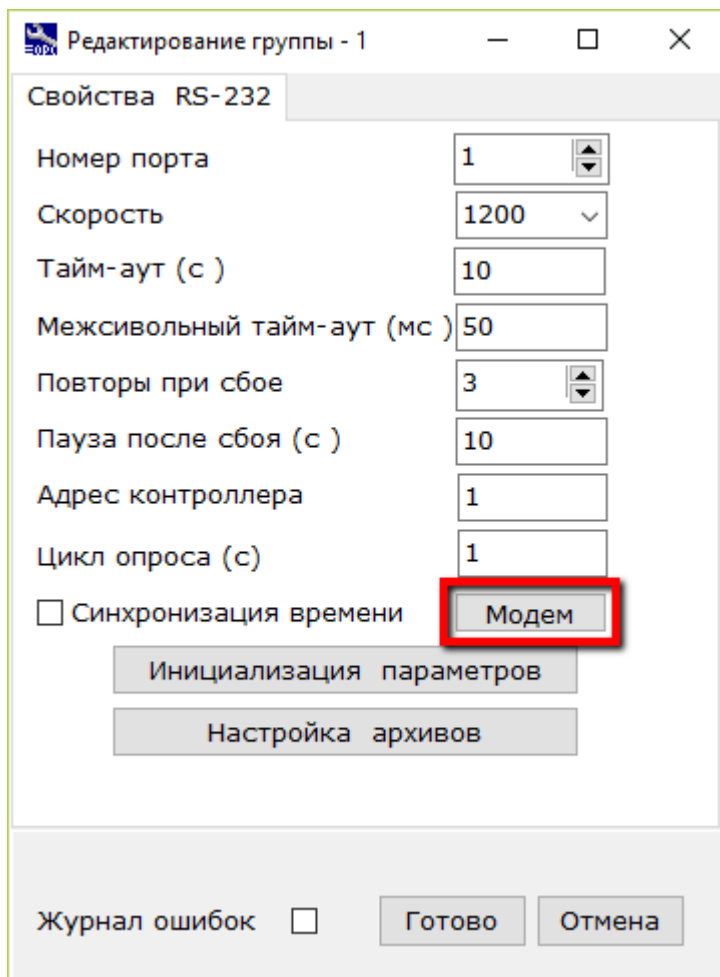 Редактирование группы - 1
Свойства RS-232
Номер порта 1
Скорость 1200
Тайм-аут (с ) 10
Межсивольный тайм-аут (мс ) 50
Повторы при сбое 3
Пауза после сбоя (с ) 10
Адрес контроллера 1
Цикл опроса (с) 1
Синхронизация времени Модем
Инициализация параметров
Настройка архивов
Журнал ошибок Готово Отмена